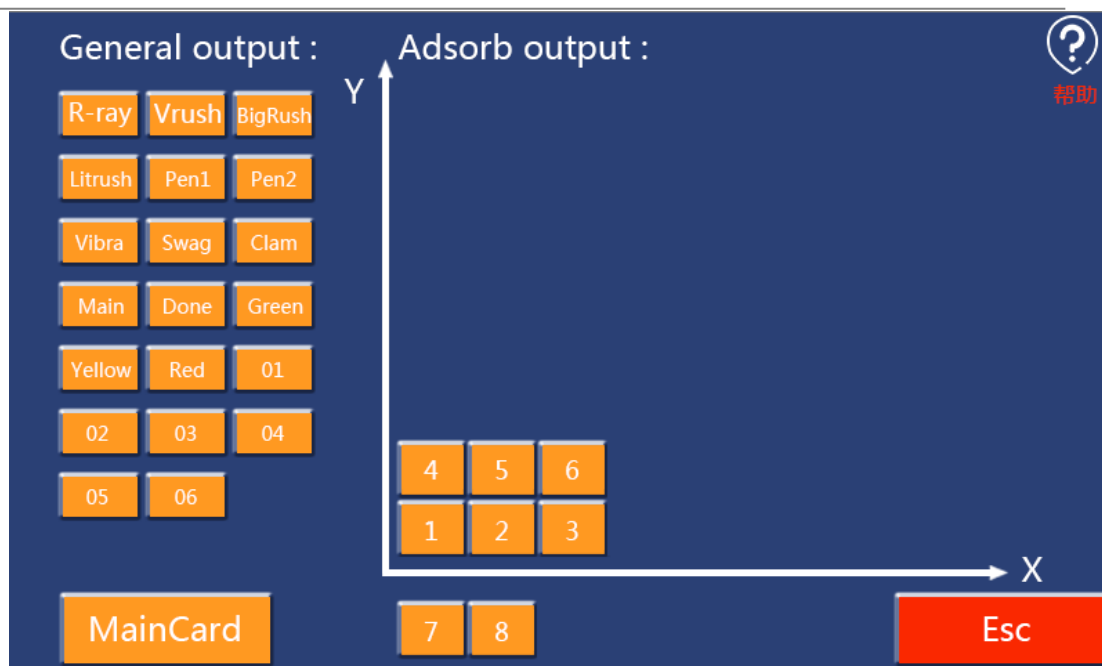 General output :
R-ray Vrush BigRush
Litrush Pen1 Pen2
Vibra Swag Clam
Main Done Green
Yellow Red 01
02 03 04
05 06
MainCard
Adsorb output :
Y
4 5 6
1 2 3
X
7 8
帮助
Esc